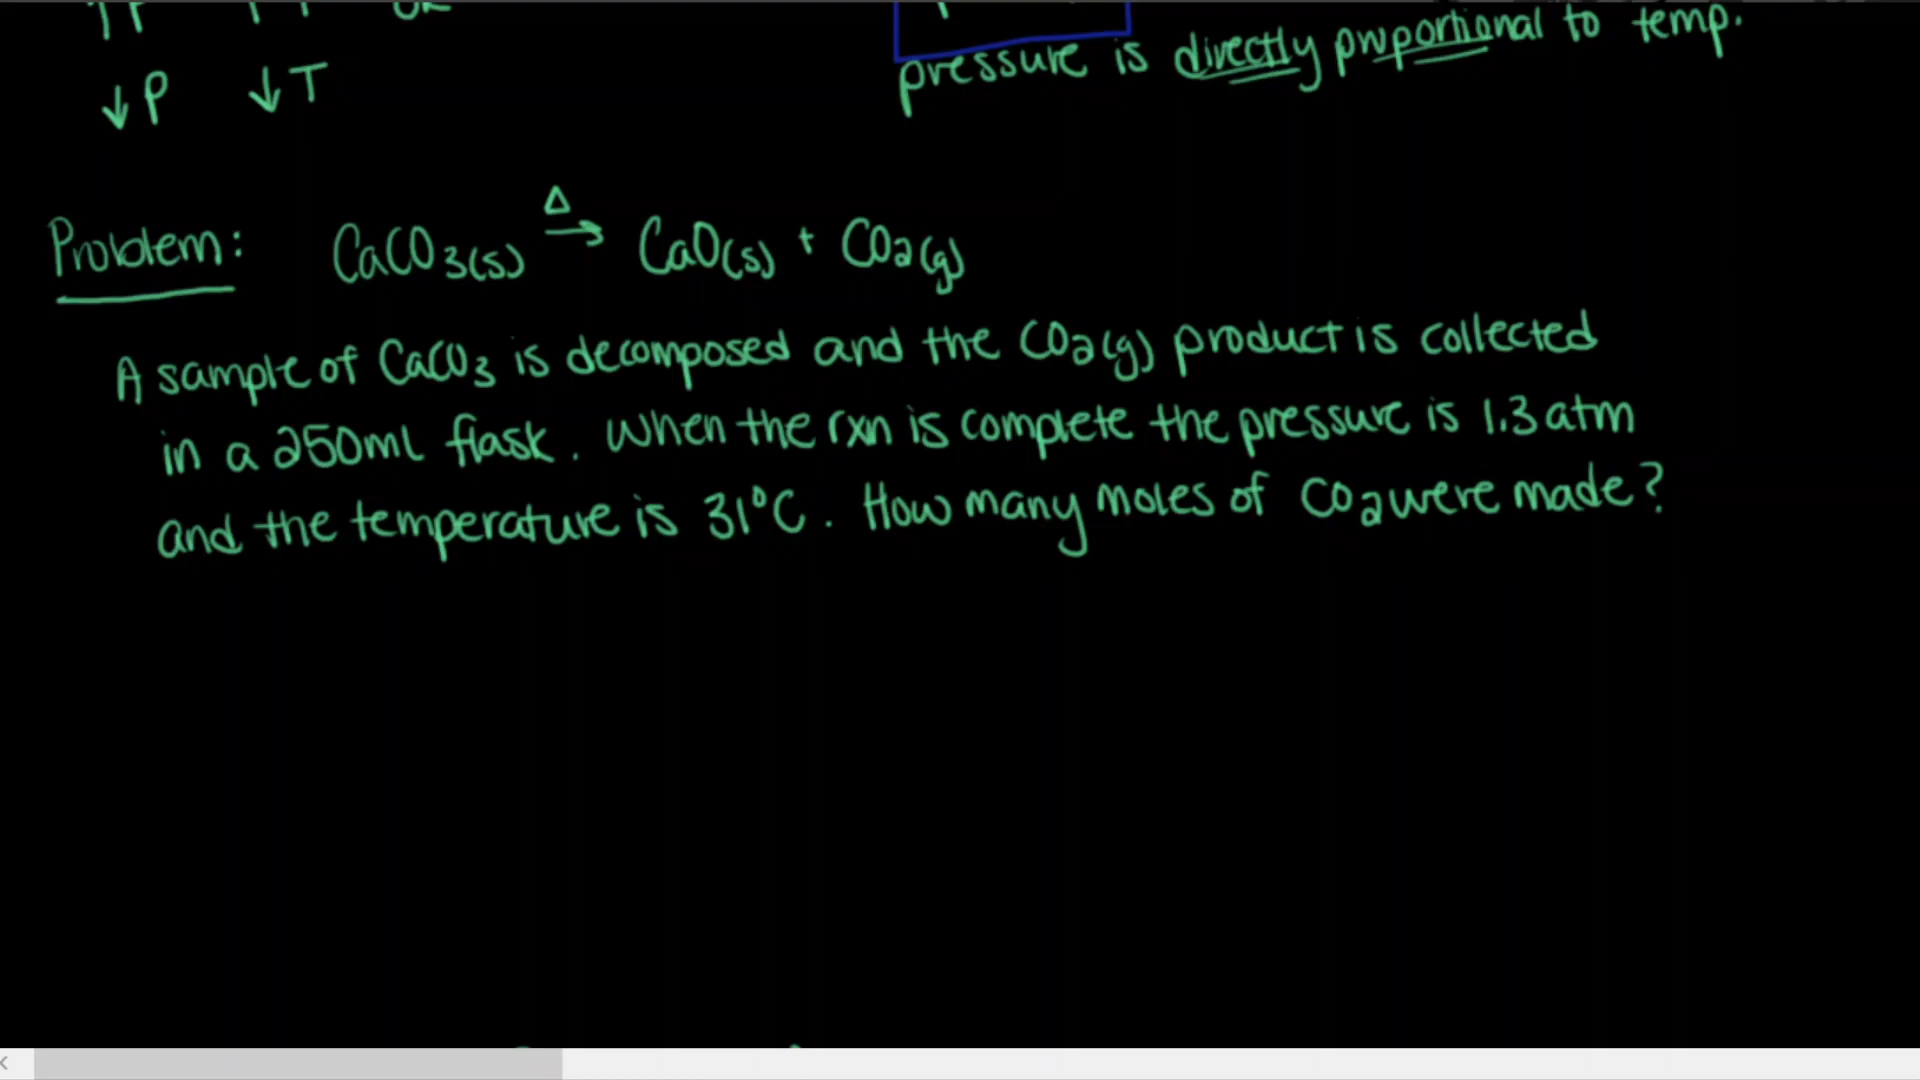 ↓P ↓T
pressure is directly proportional to temp.
Problem: CaCO3(s) Δ→ CaO(s) + CO2(g)
A sample of CaCO3 is decomposed and the CO2(g) product is collected
in a 250ml flask. When the rxn is complete the pressure is 1.3 atm
and the temperature is 31°C. How many moles of CO2 were made?